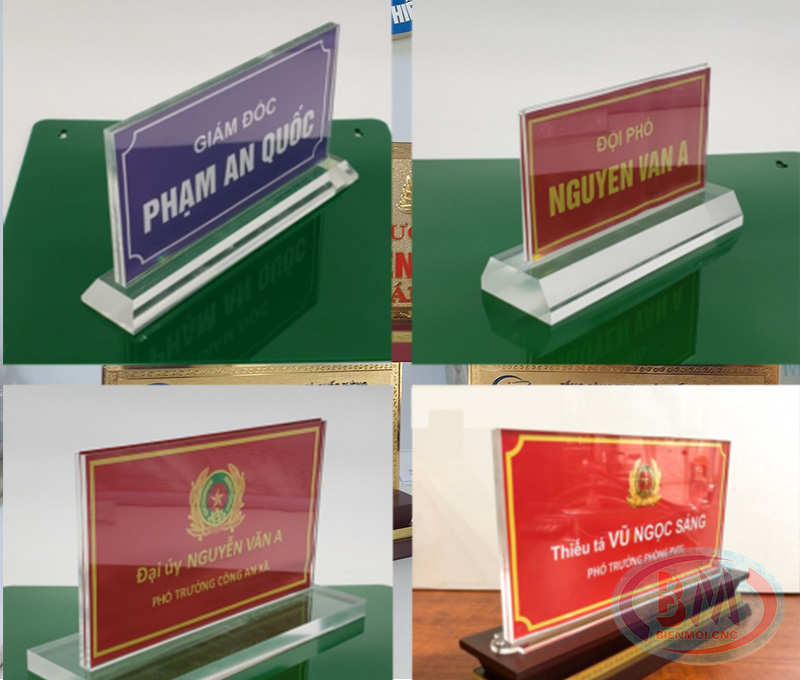 GIÁM ĐỐC
PHẠM AN QUỐC
ĐỘI PHÓ
NGUYEN VAN A
Đại úy NGUYỄN VĂN A
PHÓ TRƯỞNG CÔNG AN XÃ
Thiếu tá VŨ NGỌC SÁNG
PHÓ TRƯỞNG PHÒNG
BM
BIENMOI.CNC